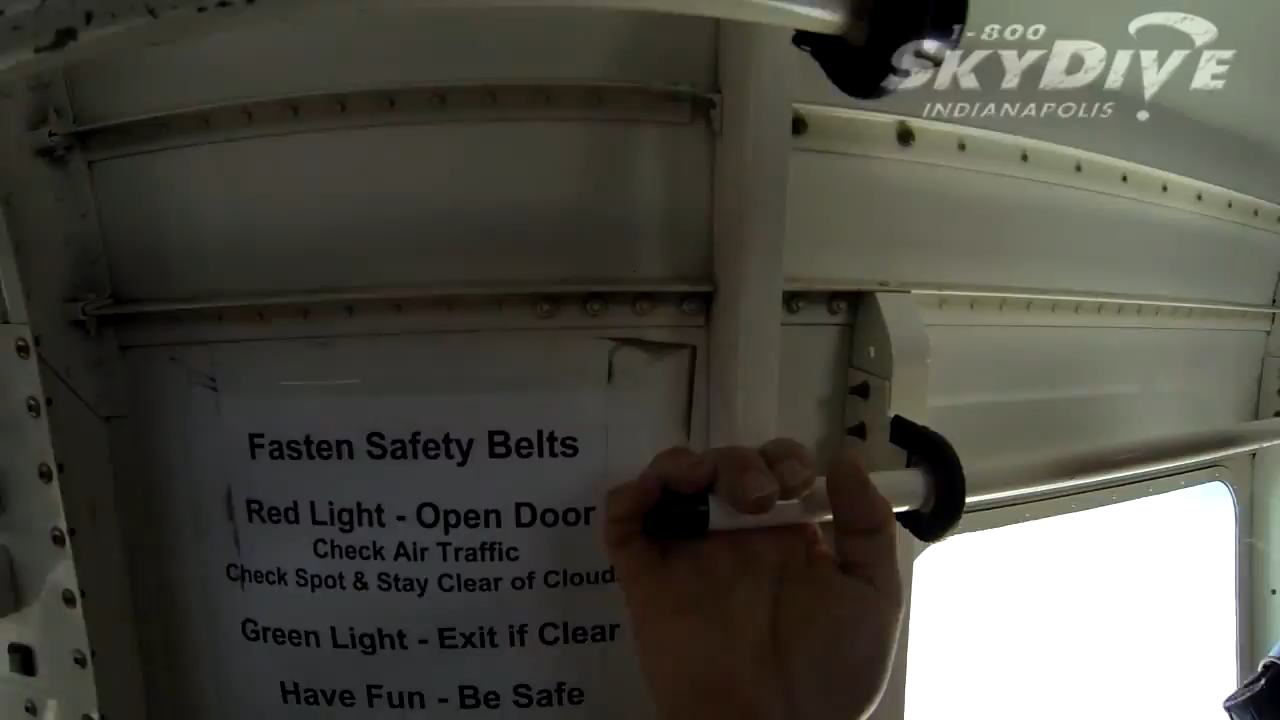 1-800
SKYDIVE
INDIANAPOLIS
Fasten Safety Belts
Red Light - Open Door
Check Air Traffic
Check Spot & Stay Clear of Cloud
Green Light - Exit if Clear
Have Fun - Be Safe